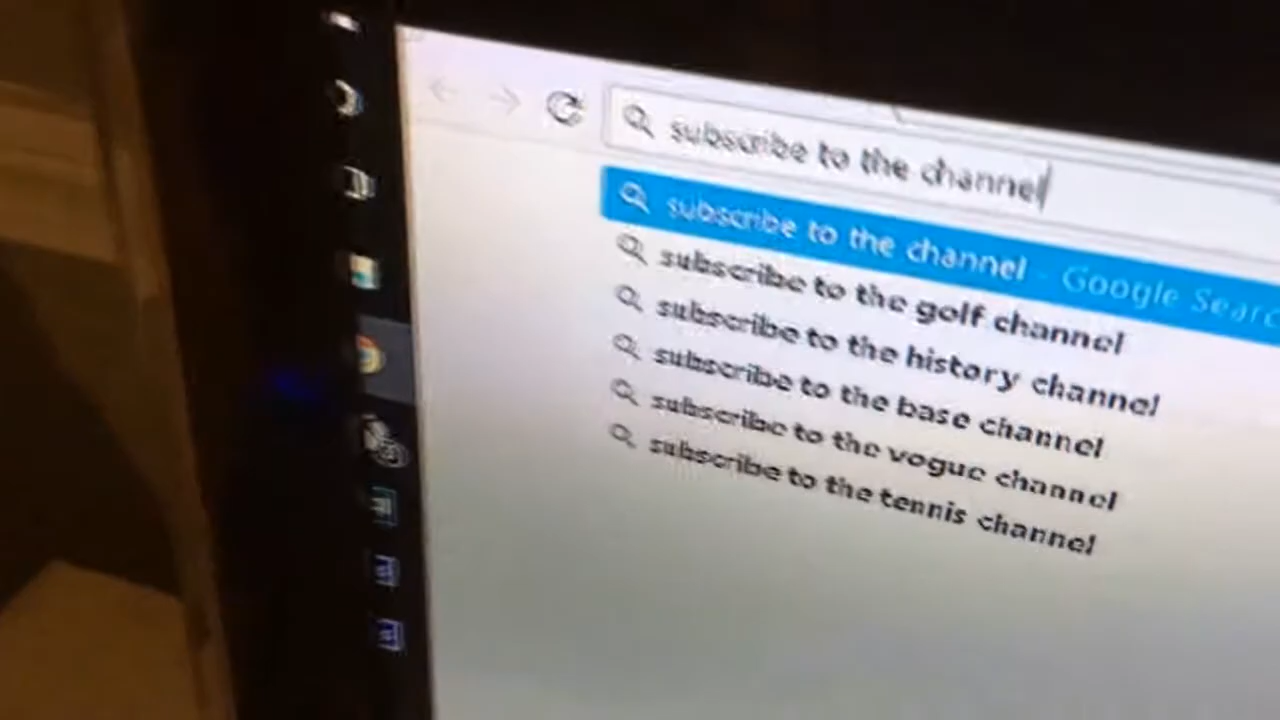 subscribe to the channel
subscribe to the channel - Google Searc
subscribe to the golf channel
subscribe to the history channel
subscribe to the base channel
subscribe to the vogue channel
subscribe to the tennis channel